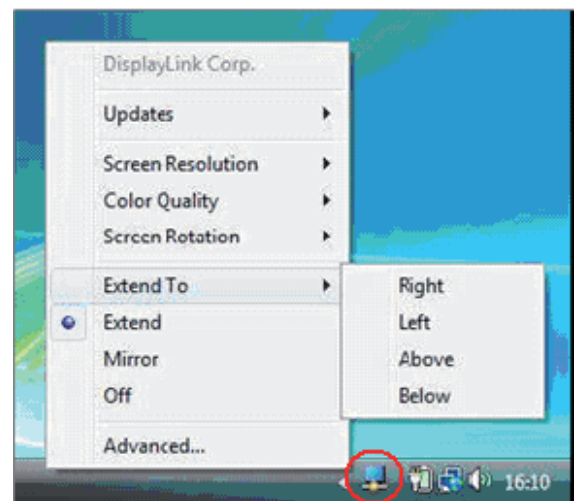 DisplayLink Corp.
Updates
Screen Resolution
Color Quality
Screen Rotation
Extend To
Extend
Mirror
Off
Advanced...
Right
Left
Above
Below
16:10